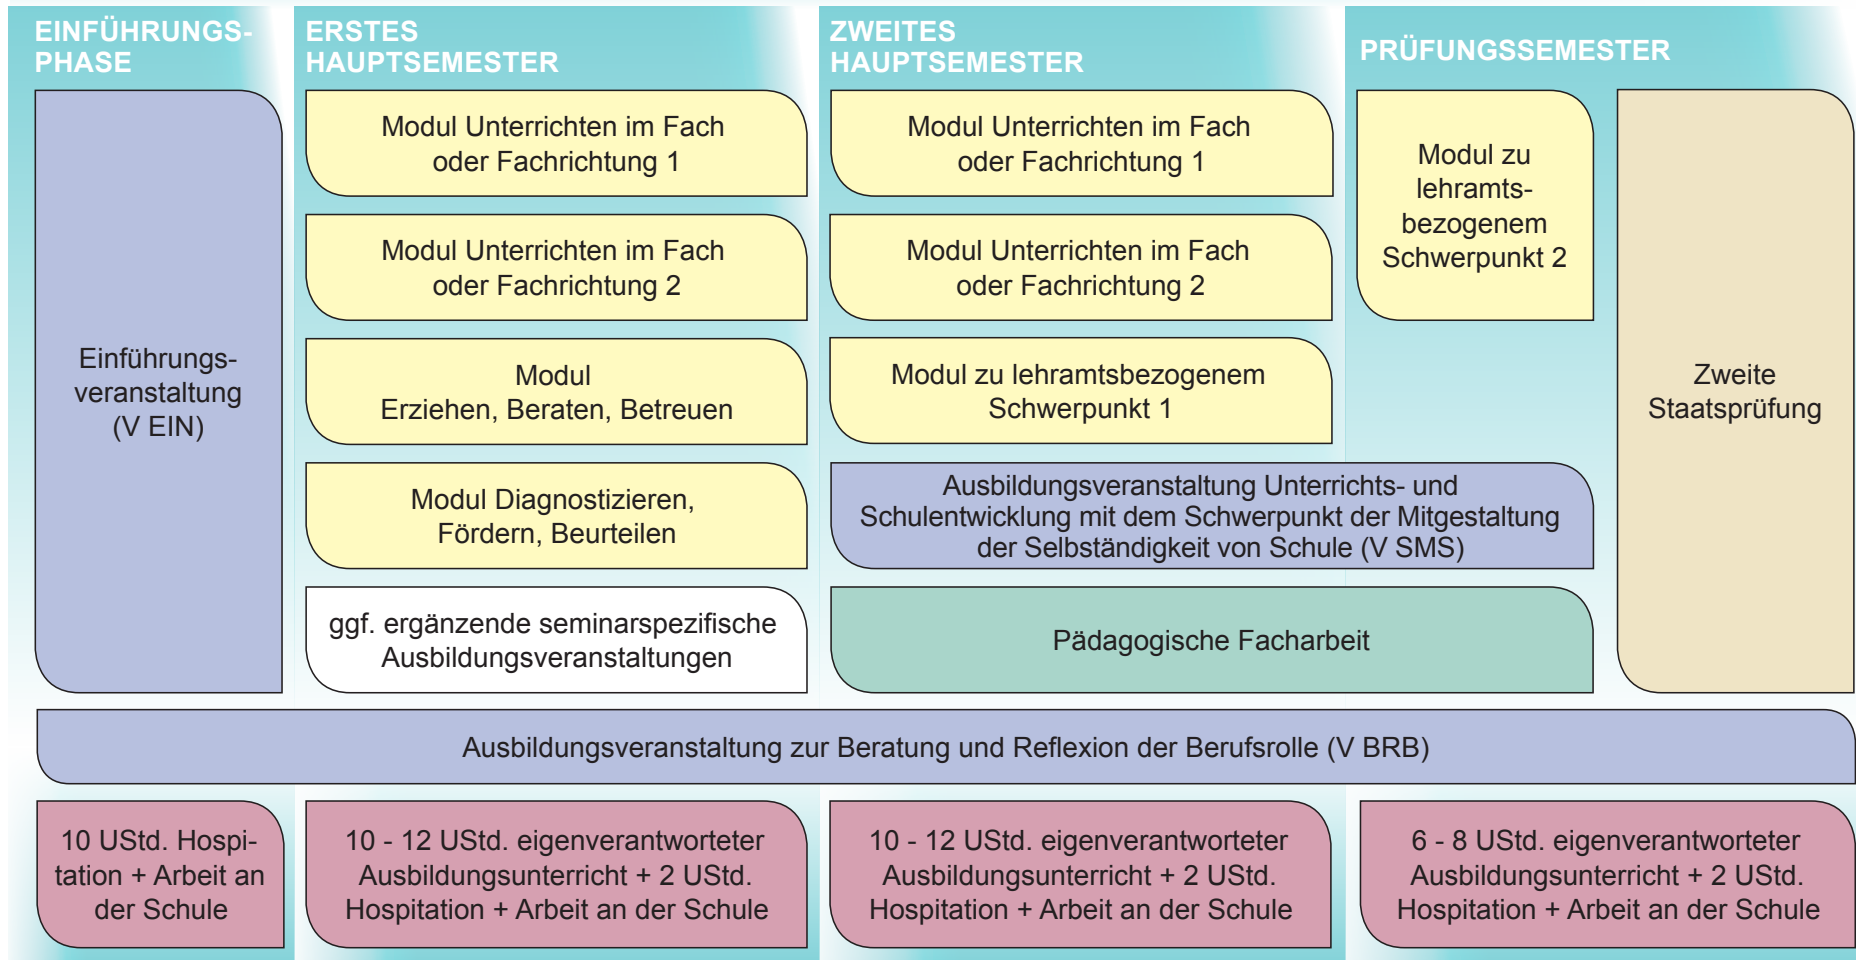 EINFÜHRUNGS-
PHASE
ERSTES
HAUPTSEMESTER
ZWEITES
HAUPTSEMESTER
PRÜFUNGSSEMESTER
Einführungs-
veranstaltung
(V EIN)
Modul Unterrichten im Fach
oder Fachrichtung 1
Modul Unterrichten im Fach
oder Fachrichtung 2
Modul
Erziehen, Beraten, Betreuen
Modul Diagnostizieren,
Fördern, Beurteilen
ggf. ergänzende seminarspezifische
Ausbildungsveranstaltungen
Modul Unterrichten im Fach
oder Fachrichtung 1
Modul Unterrichten im Fach
oder Fachrichtung 2
Modul zu lehramtsbezogenem
Schwerpunkt 1
Modul zu
lehramts-
bezogenem
Schwerpunkt 2
Ausbildungsveranstaltung Unterrichts- und
Schulentwicklung mit dem Schwerpunkt der Mitgestaltung
der Selbständigkeit von Schule (V SMS)
Pädagogische Facharbeit
Zweite
Staatsprüfung
Ausbildungsveranstaltung zur Beratung und Reflexion der Berufsrolle (V BRB)
10 UStd. Hospi-
tation + Arbeit an
der Schule
10 - 12 UStd. eigenverantworteter
Ausbildungsunterricht + 2 UStd.
Hospitation + Arbeit an der Schule
10 - 12 UStd. eigenverantworteter
Ausbildungsunterricht + 2 UStd.
Hospitation + Arbeit an der Schule
6 - 8 UStd. eigenverantworteter
Ausbildungsunterricht + 2 UStd.
Hospitation + Arbeit an der Schule